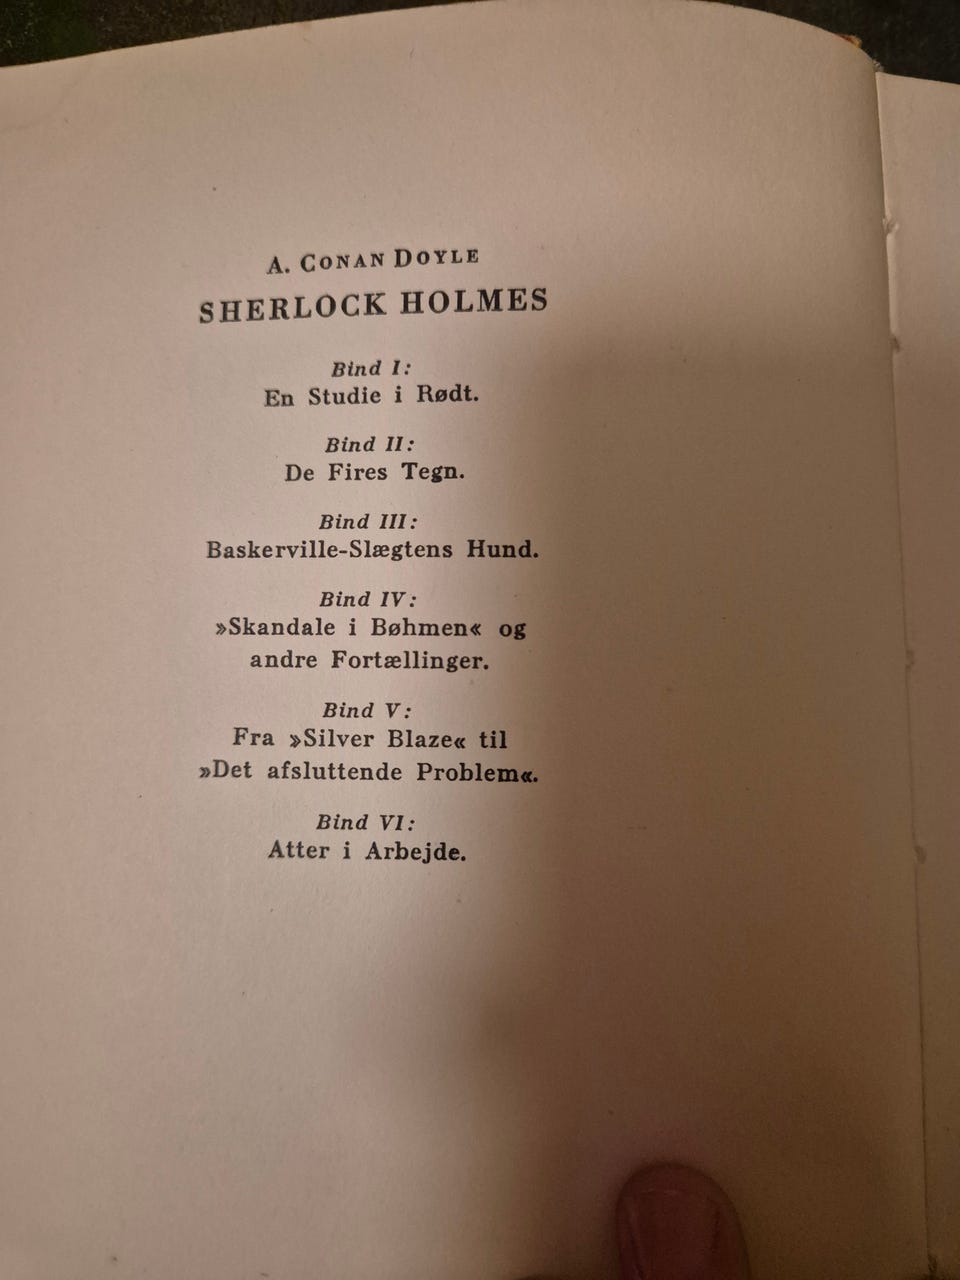 A. CONAN DOYLE
SHERLOCK HOLMES
Bind I:
En Studie i Rødt.
Bind II:
De Fires Tegn.
Bind III:
Baskerville-Slægtens Hund.
Bind IV:
»Skandale i Bøhmen« og
andre Fortællinger.
Bind V:
Fra »Silver Blaze« til
»Det afsluttende Problem«.
Bind VI:
Atter i Arbejde.